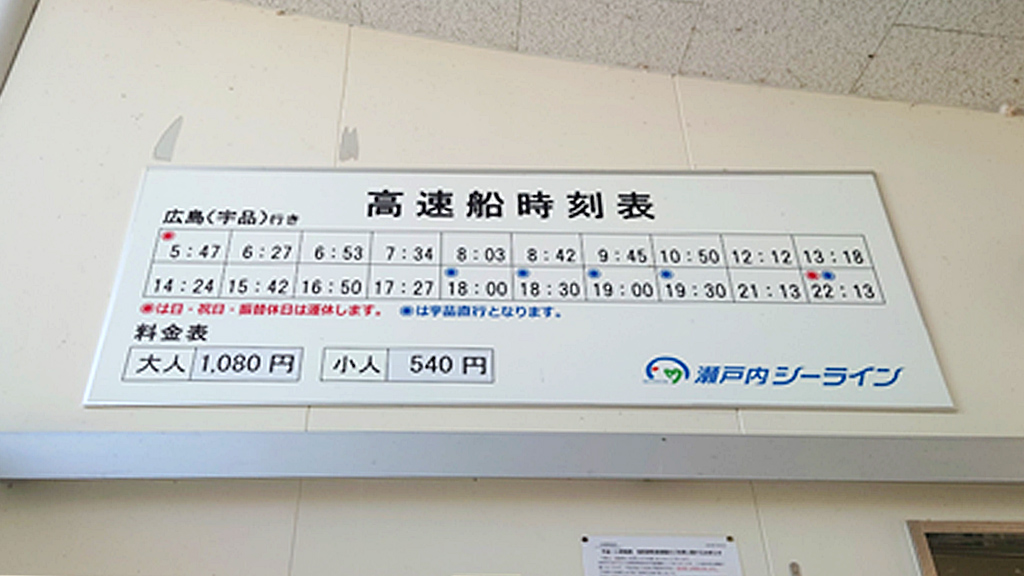 高速船時刻表
広島(宇品)行き
◉5:47 6:27 6:53 7:34 8:03 8:42 9:45 10:50 12:12 13:18
14:24 15:42 16:50 17:27 ◉18:00 ◉18:30 ◉19:00 ◉19:30 21:13 ◉◉22:13
◉は日・祝日・振替休日は運休します。 ◉は宇品直行となります。
料金表
大人 1,080円 小人 540円
瀬戸内シーライン